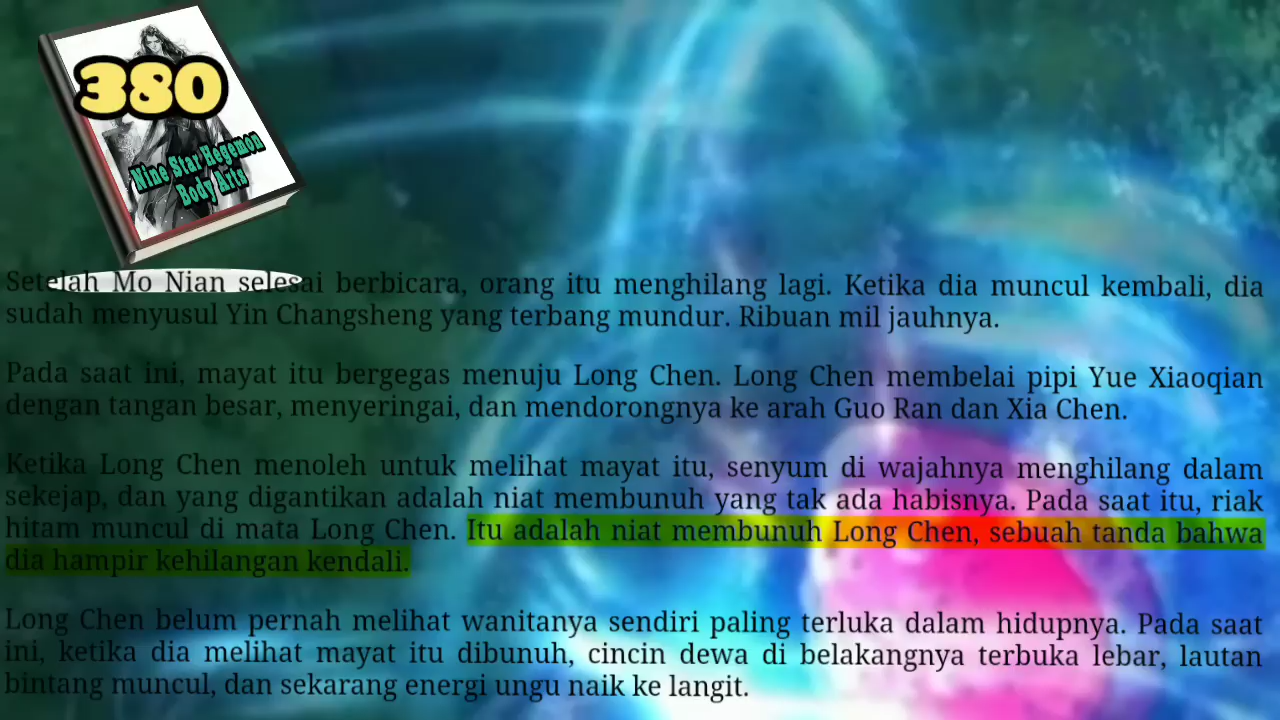 380
Nine Star Hegemon
Body Arts
Setelah Mo Nian selesai berbicara, orang itu menghilang lagi. Ketika dia muncul kembali, dia
sudah menyusul Yin Changsheng yang terbang mundur. Ribuan mil jauhnya.
Pada saat ini, mayat itu bergegas menuju Long Chen. Long Chen membelai pipi Yue Xiaoqian
dengan tangan besar, menyeringai, dan mendorongnya ke arah Guo Ran dan Xia Chen.
Ketika Long Chen menoleh untuk melihat mayat itu, senyum di wajahnya menghilang dalam
sekejap, dan yang digantikan adalah niat membunuh yang tak ada habisnya. Pada saat itu, riak
hitam muncul di mata Long Chen. Itu adalah niat membunuh Long Chen, sebuah tanda bahwa
dia hampir kehilangan kendali.
Long Chen belum pernah melihat wanitanya sendiri paling terluka dalam hidupnya. Pada saat
ini, ketika dia melihat mayat itu dibunuh, cincin dewa di belakangnya terbuka lebar, lautan
bintang muncul, dan sekarang energi ungu naik ke langit.